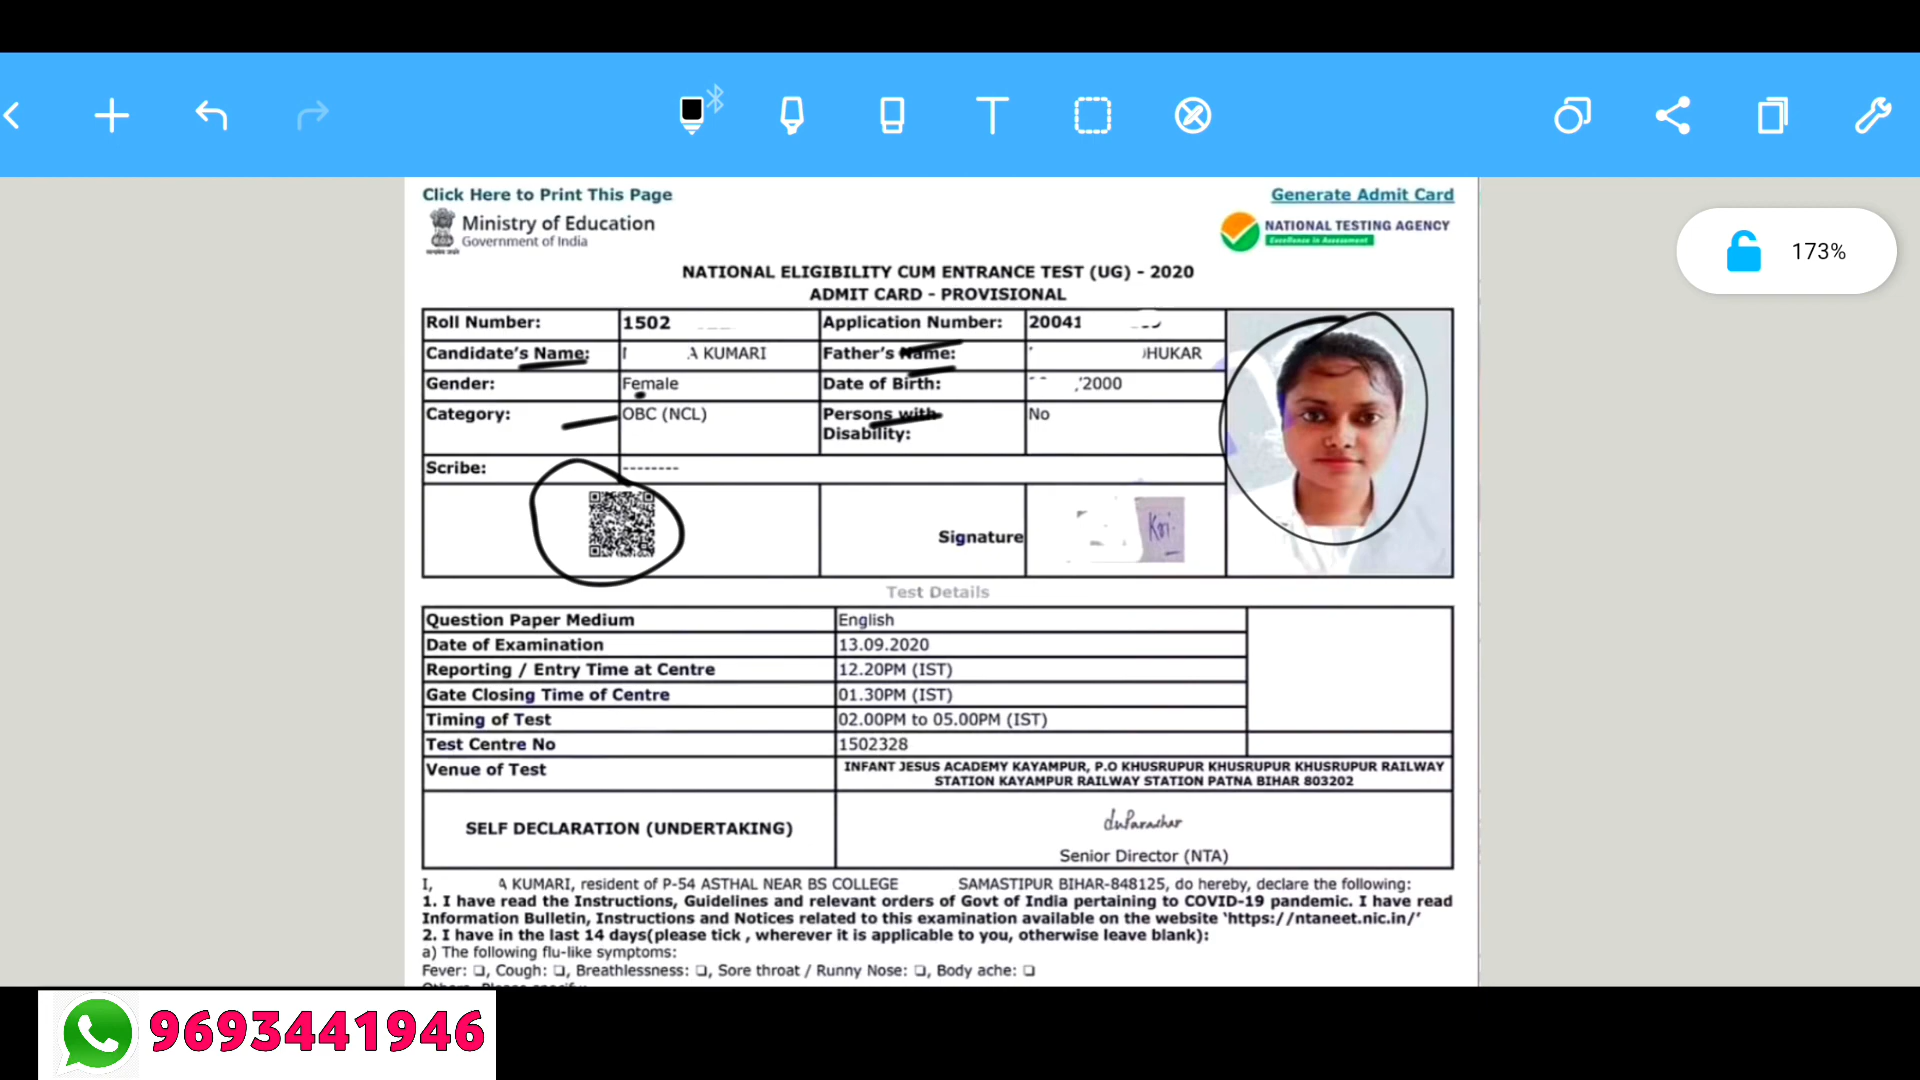 173%
Click Here to Print This Page
Generate Admit Card
Ministry of Education
Government of India
NATIONAL TESTING AGENCY
Excellence in Assessment
NATIONAL ELIGIBILITY CUM ENTRANCE TEST (UG) - 2020
ADMIT CARD - PROVISIONAL
Roll Number: 1502 Application Number: 20041
Candidate's Name: A KUMARI Father's Name: HUKAR
Gender: Female Date of Birth: 2000
Category: OBC (NCL) Persons with Disability: No
Scribe: --------
Signature
Test Details
Question Paper Medium English
Date of Examination 13.09.2020
Reporting / Entry Time at Centre 12.20PM (IST)
Gate Closing Time of Centre 01.30PM (IST)
Timing of Test 02.00PM to 05.00PM (IST)
Test Centre No 1502328
Venue of Test INFANT JESUS ACADEMY KAYAMPUR, P.O KHUSRUPUR KHUSRUPUR KHUSRUPUR RAILWAY
STATION KAYAMPUR RAILWAY STATION PATNA BIHAR 803202
SELF DECLARATION (UNDERTAKING)
Senior Director (NTA)
I, A KUMARI, resident of P-54 ASTHAL NEAR BS COLLEGE SAMASTIPUR BIHAR-848125, do hereby, declare the following:
1. I have read the Instructions, Guidelines and relevant orders of Govt of India pertaining to COVID-19 pandemic. I have read
Information Bulletin, Instructions and Notices related to this examination available on the website 'https://ntaneet.nic.in/'
2. I have in the last 14 days(please tick , wherever it is applicable to you, otherwise leave blank):
a) The following flu-like symptoms:
Fever: ❏, Cough: ❏, Breathlessness: ❏, Sore throat / Runny Nose: ❏, Body ache: ❏
9693441946